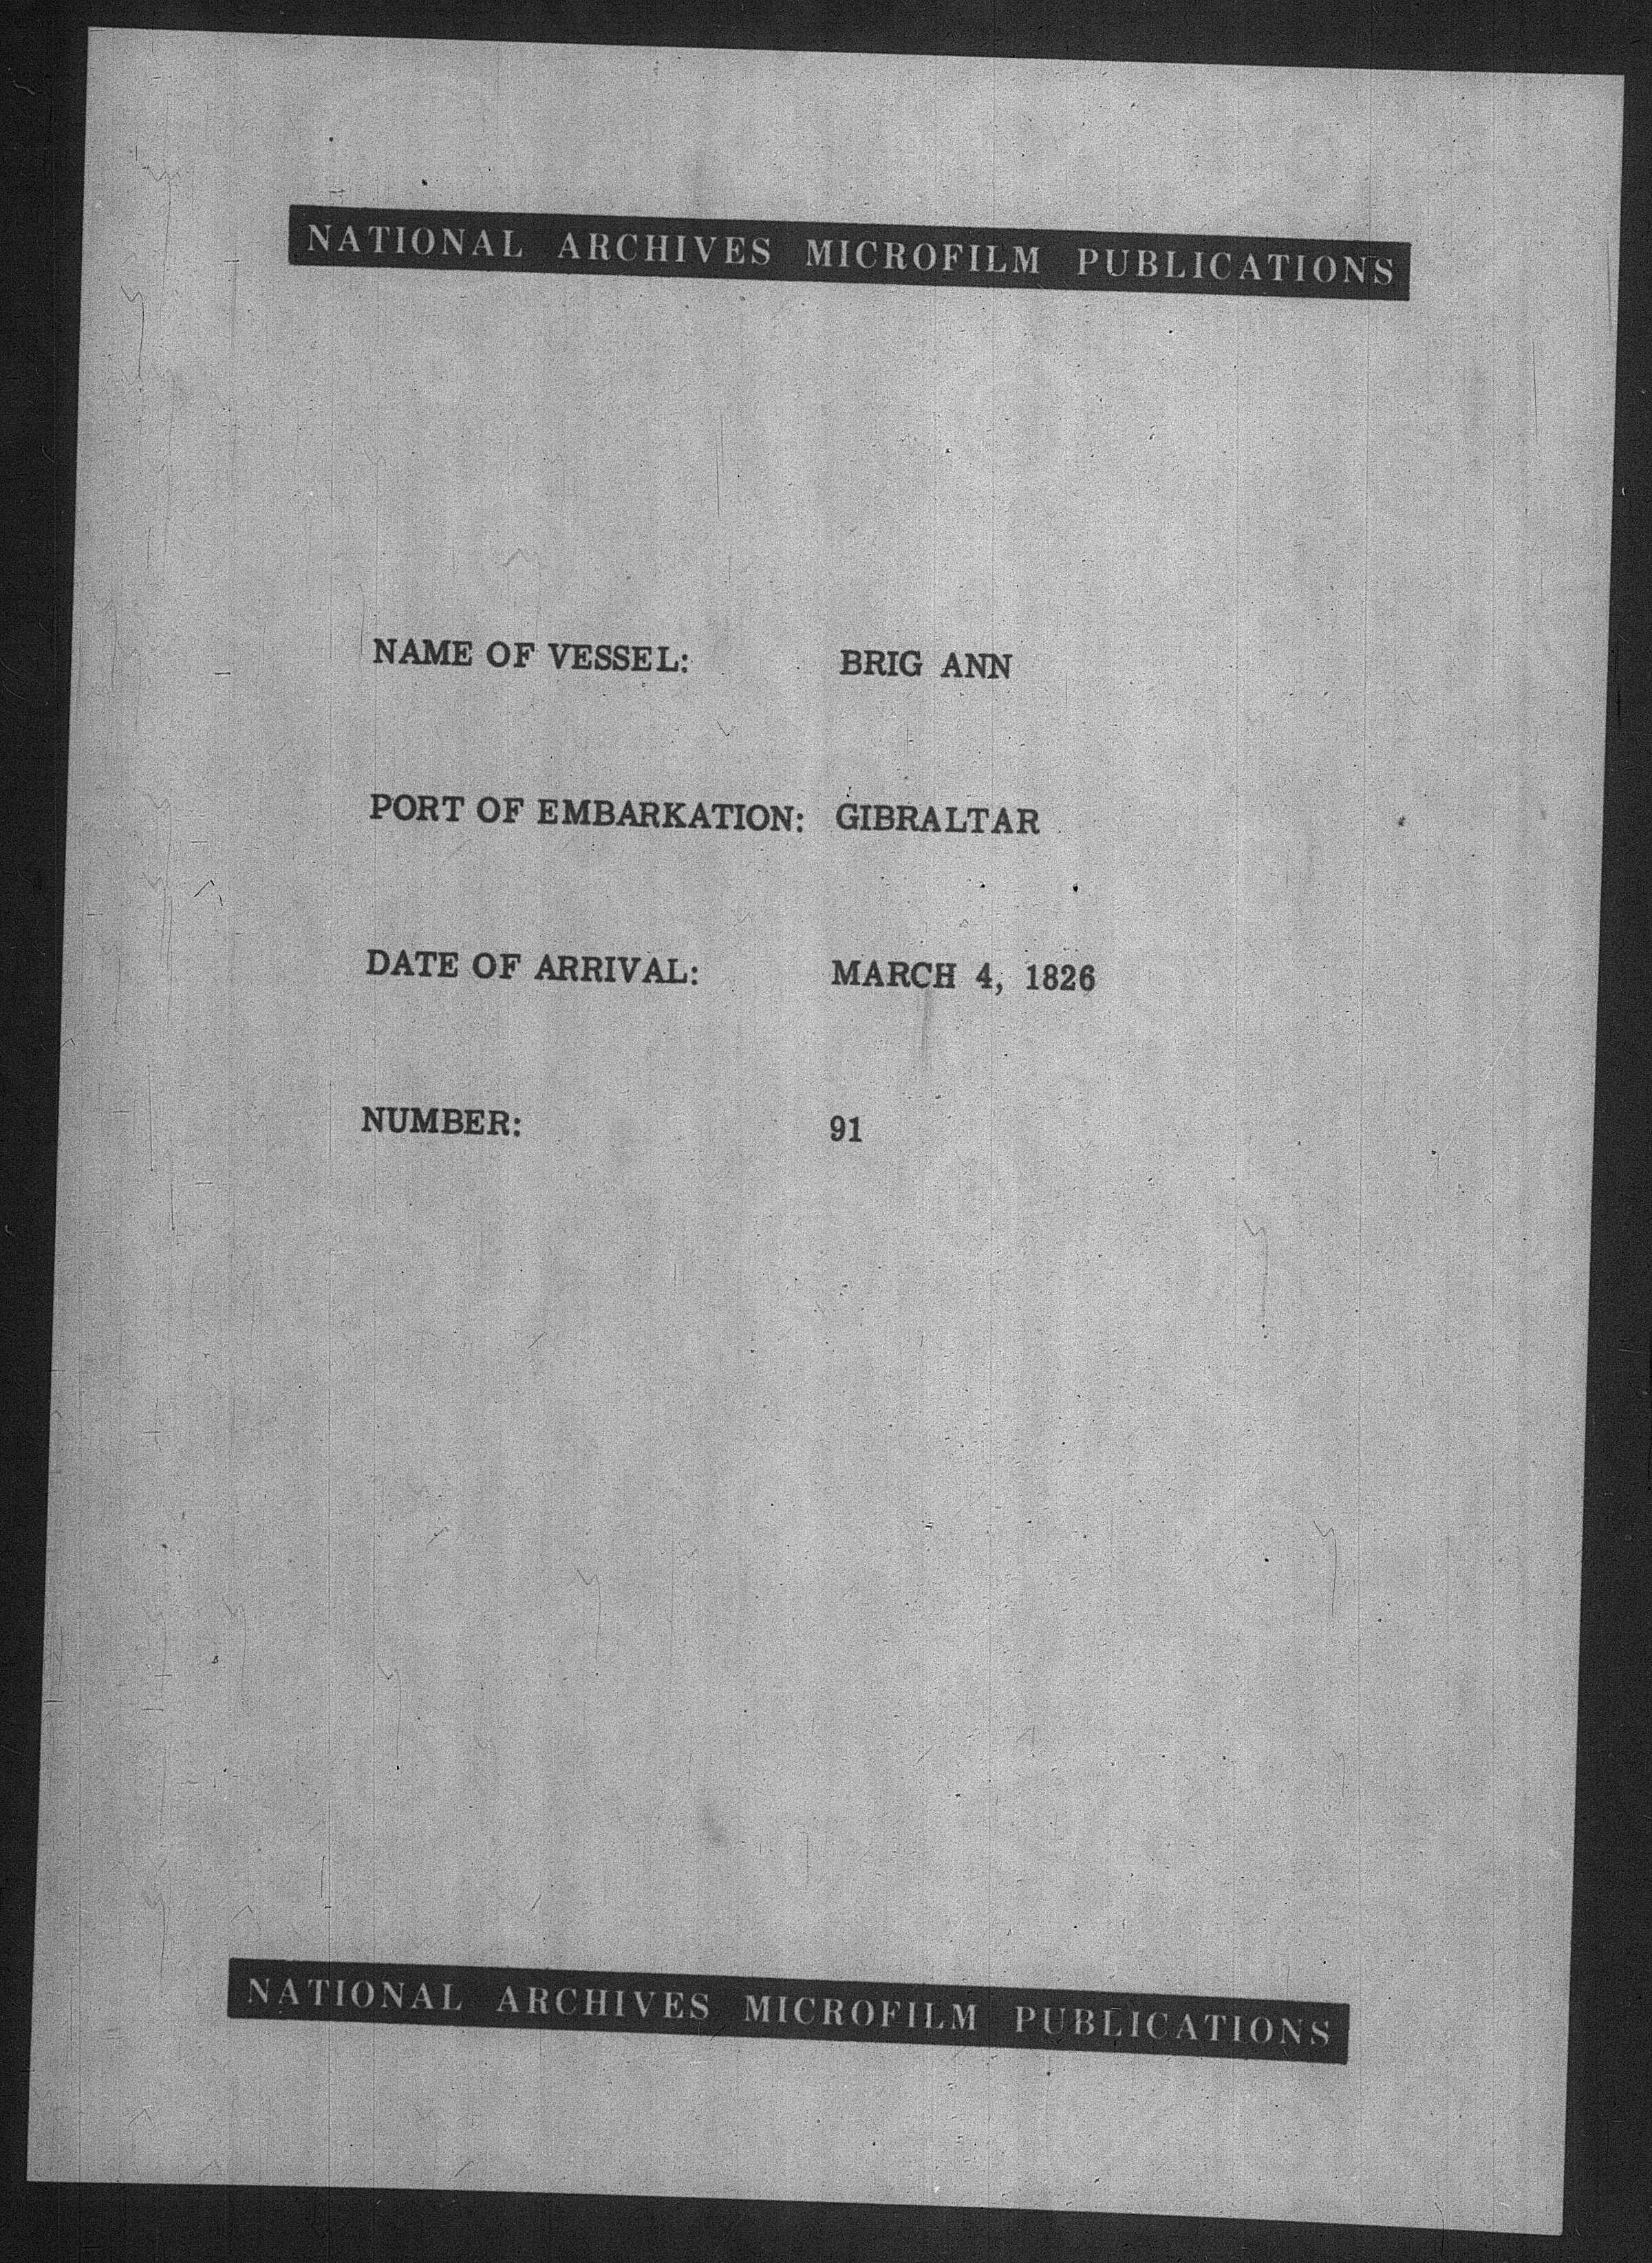 NATIONAL ARCHIVES MICROFILM PUBLICATIONS
NAME OF VESSEL: BRIG ANN
PORT OF EMBARKATION: GIBRALTAR
DATE OF ARRIVAL: MARCH 4, 1826
NUMBER: 91
NATIONAL ARCHIVES MICROFILM PUBLICATIONS